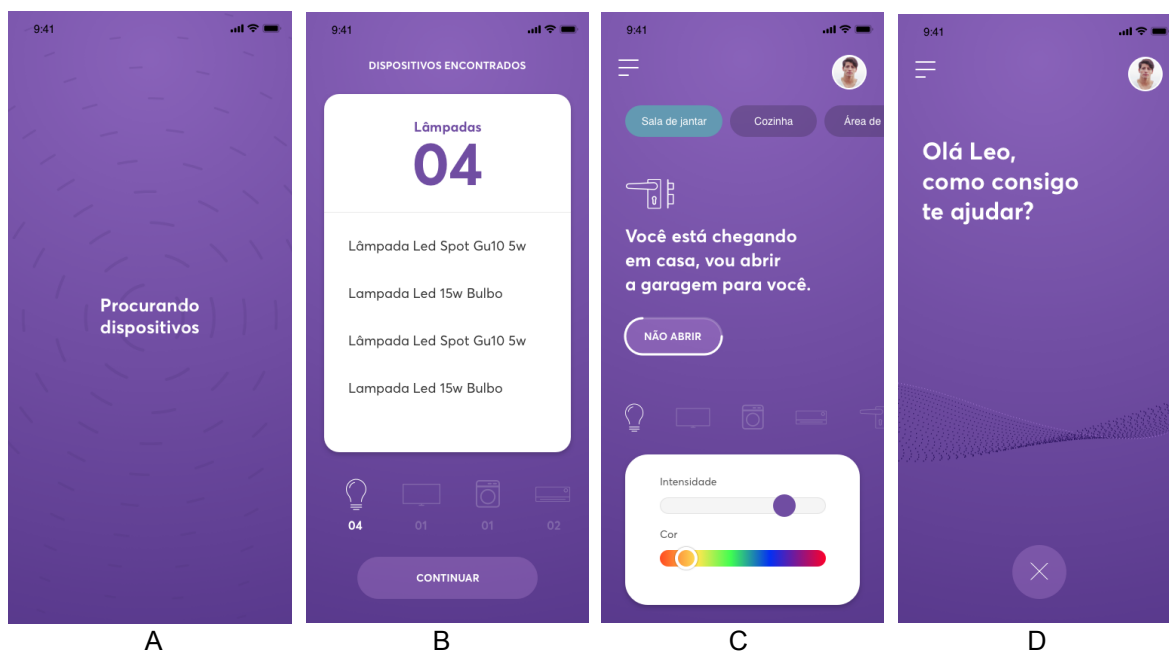 9:41
Procurando
dispositivos
A
9:41
DISPOSITIVOS ENCONTRADOS
Lâmpadas
04
Lâmpada Led Spot Gu10 5w
Lampada Led 15w Bulbo
Lâmpada Led Spot Gu10 5w
Lampada Led 15w Bulbo
04 01 01 02
CONTINUAR
B
9:41
Sala de jantar Cozinha Área de
Você está chegando
em casa, vou abrir
a garagem para você.
NÃO ABRIR
Intensidade
Cor
C
9:41
Olá Leo,
como consigo
te ajudar?
D